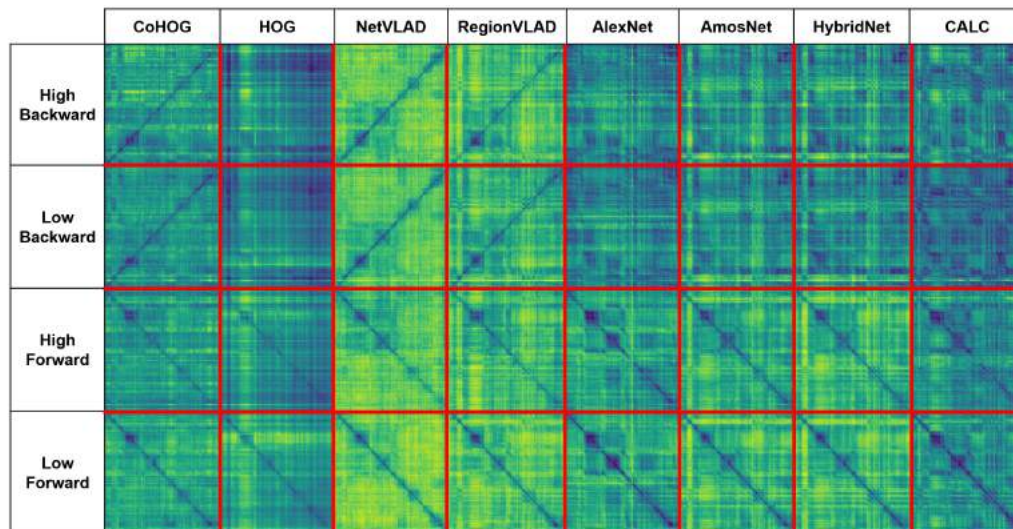 CoHOG HOG NetVLAD RegionVLAD AlexNet AmosNet HybridNet CALC
High
Backward
Low
Backward
High
Forward
Low
Forward